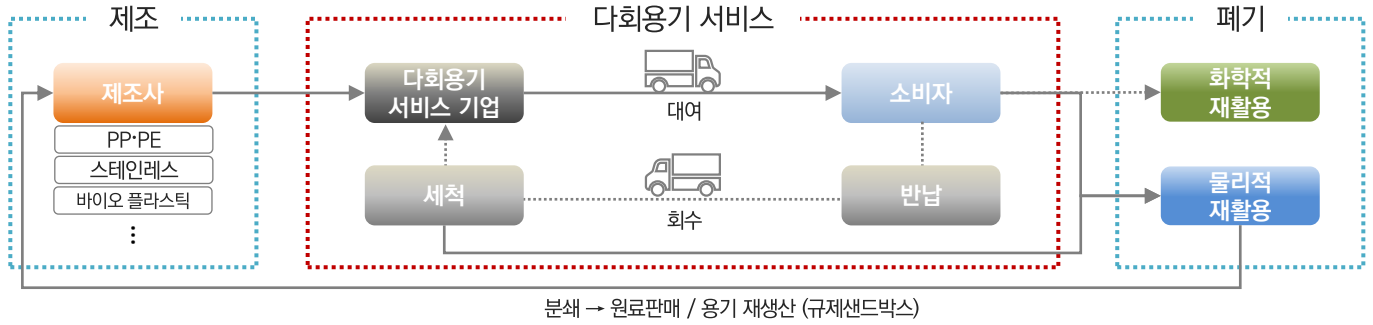 제조
제조사
PP•PE
스테인레스
바이오 플라스틱
⋮
다회용기 서비스
다회용기
서비스 기업
대여
소비자
세척
회수
반납
폐기
화학적
재활용
물리적
재활용
분쇄 → 원료판매 / 용기 재생산 (규제샌드박스)